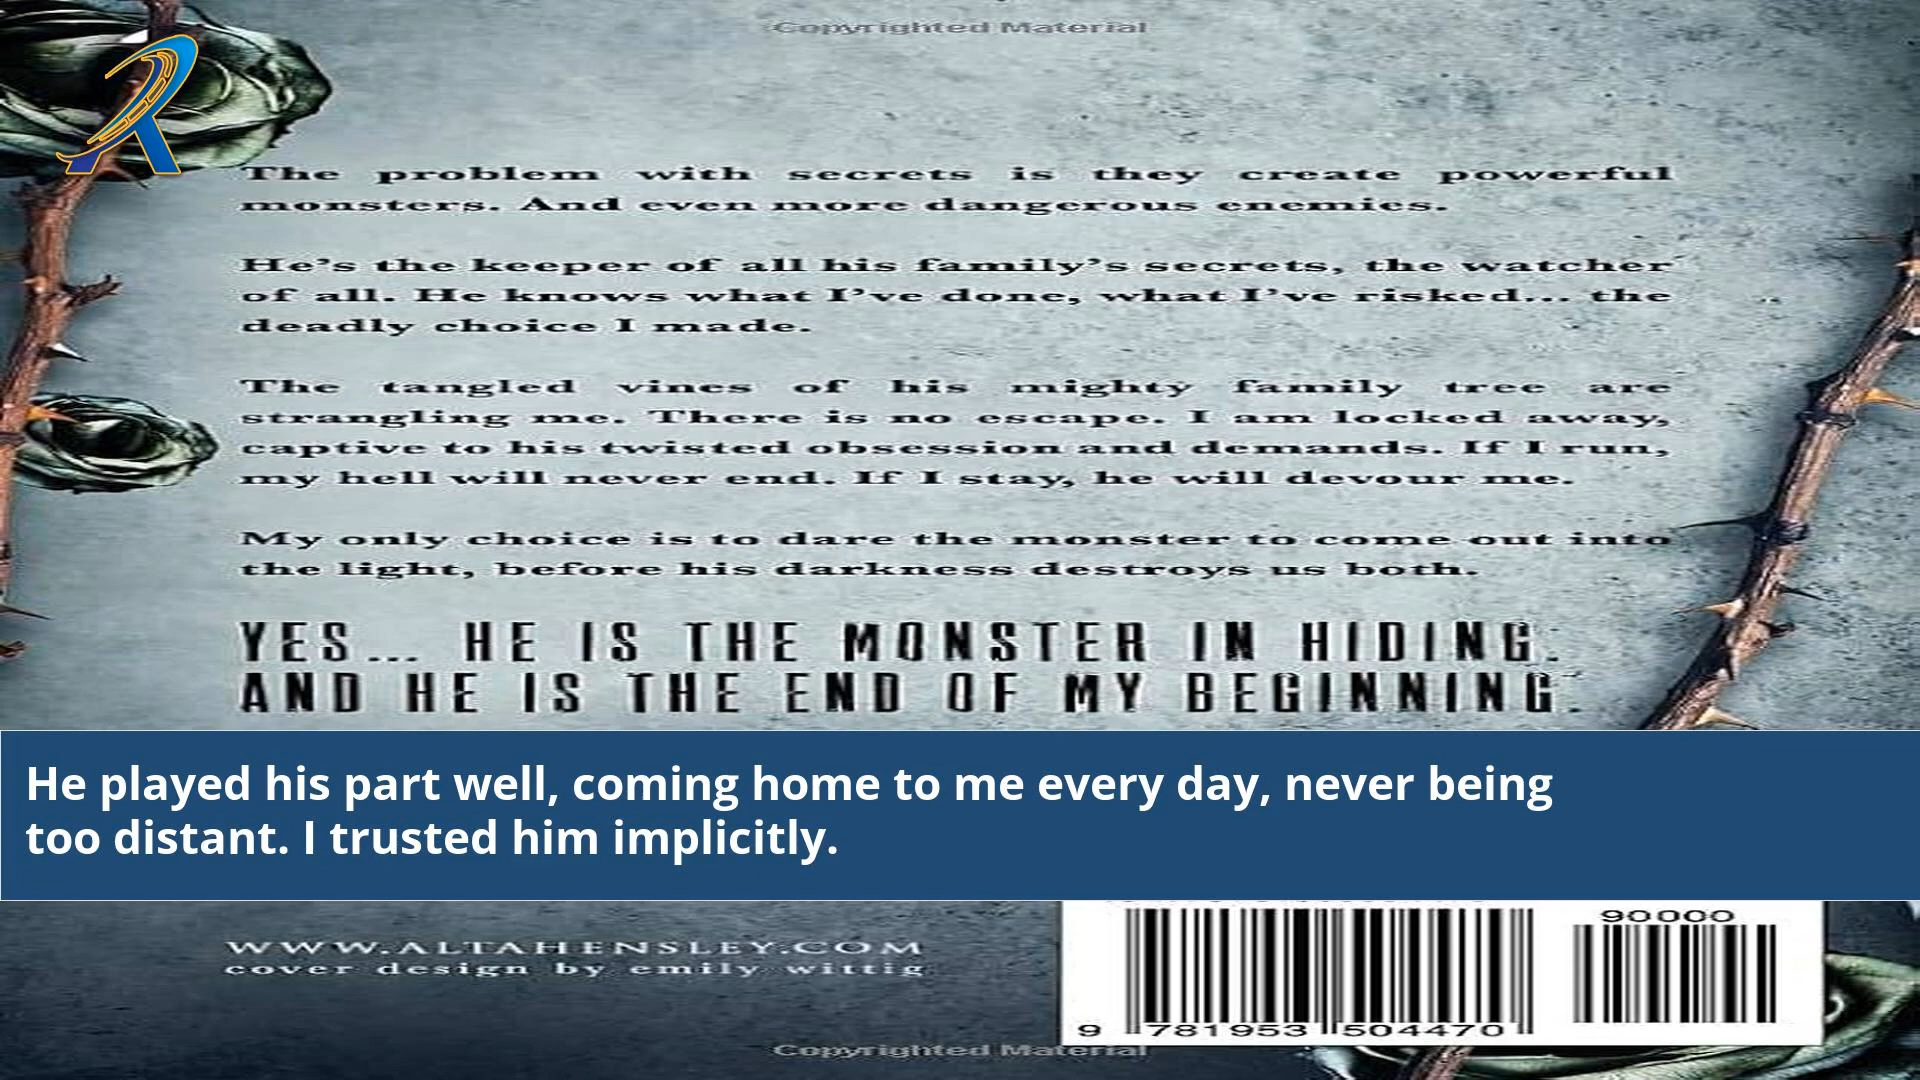 Copyrighted Material
The problem with secrets is they create powerful
monsters. And even more dangerous enemies.
He's the keeper of all his family's secrets, the watcher
of all. He knows what I've done, what I've risked... the
deadly choice I made.
The tangled vines of his mighty family tree are
strangling me. There is no escape. I am locked away,
captive to his twisted obsession and demands. If I run,
my hell will never end. If I stay, he will devour me.
My only choice is to dare the monster to come out into
the light, before his darkness destroys us both.
YES... HE IS THE MONSTER IN HIDING.
AND HE IS THE END OF MY BEGINNING.
He played his part well, coming home to me every day, never being
too distant. I trusted him implicitly.
WWW.ALTAHENSLEY.COM
cover design by emily wittig
90000
9 781953 504470
Copyrighted Material